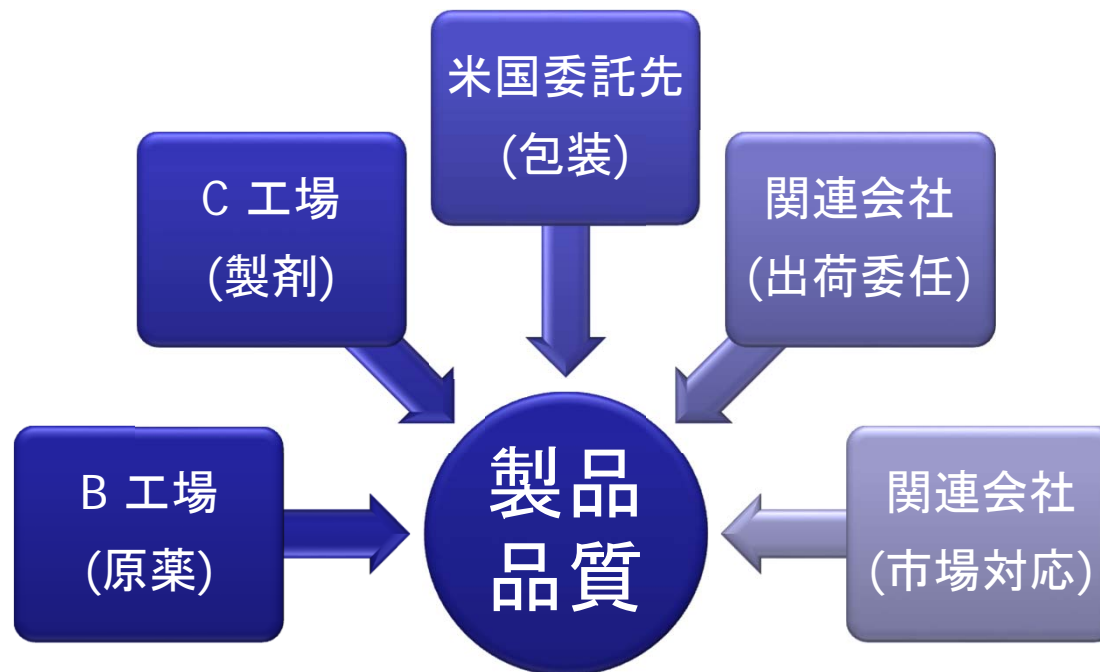 米国委託先
(包装)
C 工場
(製剤)
関連会社
(出荷委任)
B 工場
(原薬)
製品
品質
関連会社
(市場対応)